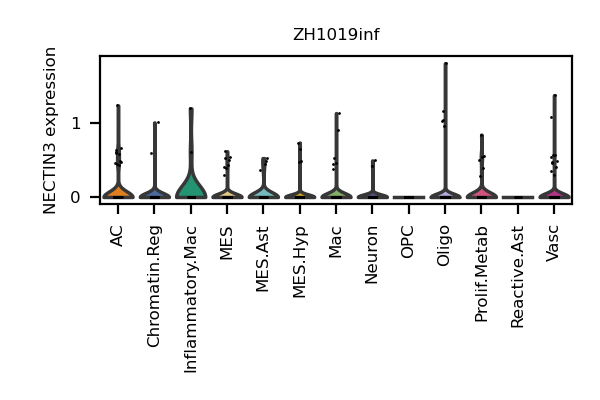 ZH1019inf
NECTIN3 expression
1
0
AC
Chromatin.Reg
Inflammatory.Mac
MES
MES.Ast
MES.Hyp
Mac
Neuron
OPC
Oligo
Prolif.Metab
Reactive.Ast
Vasc